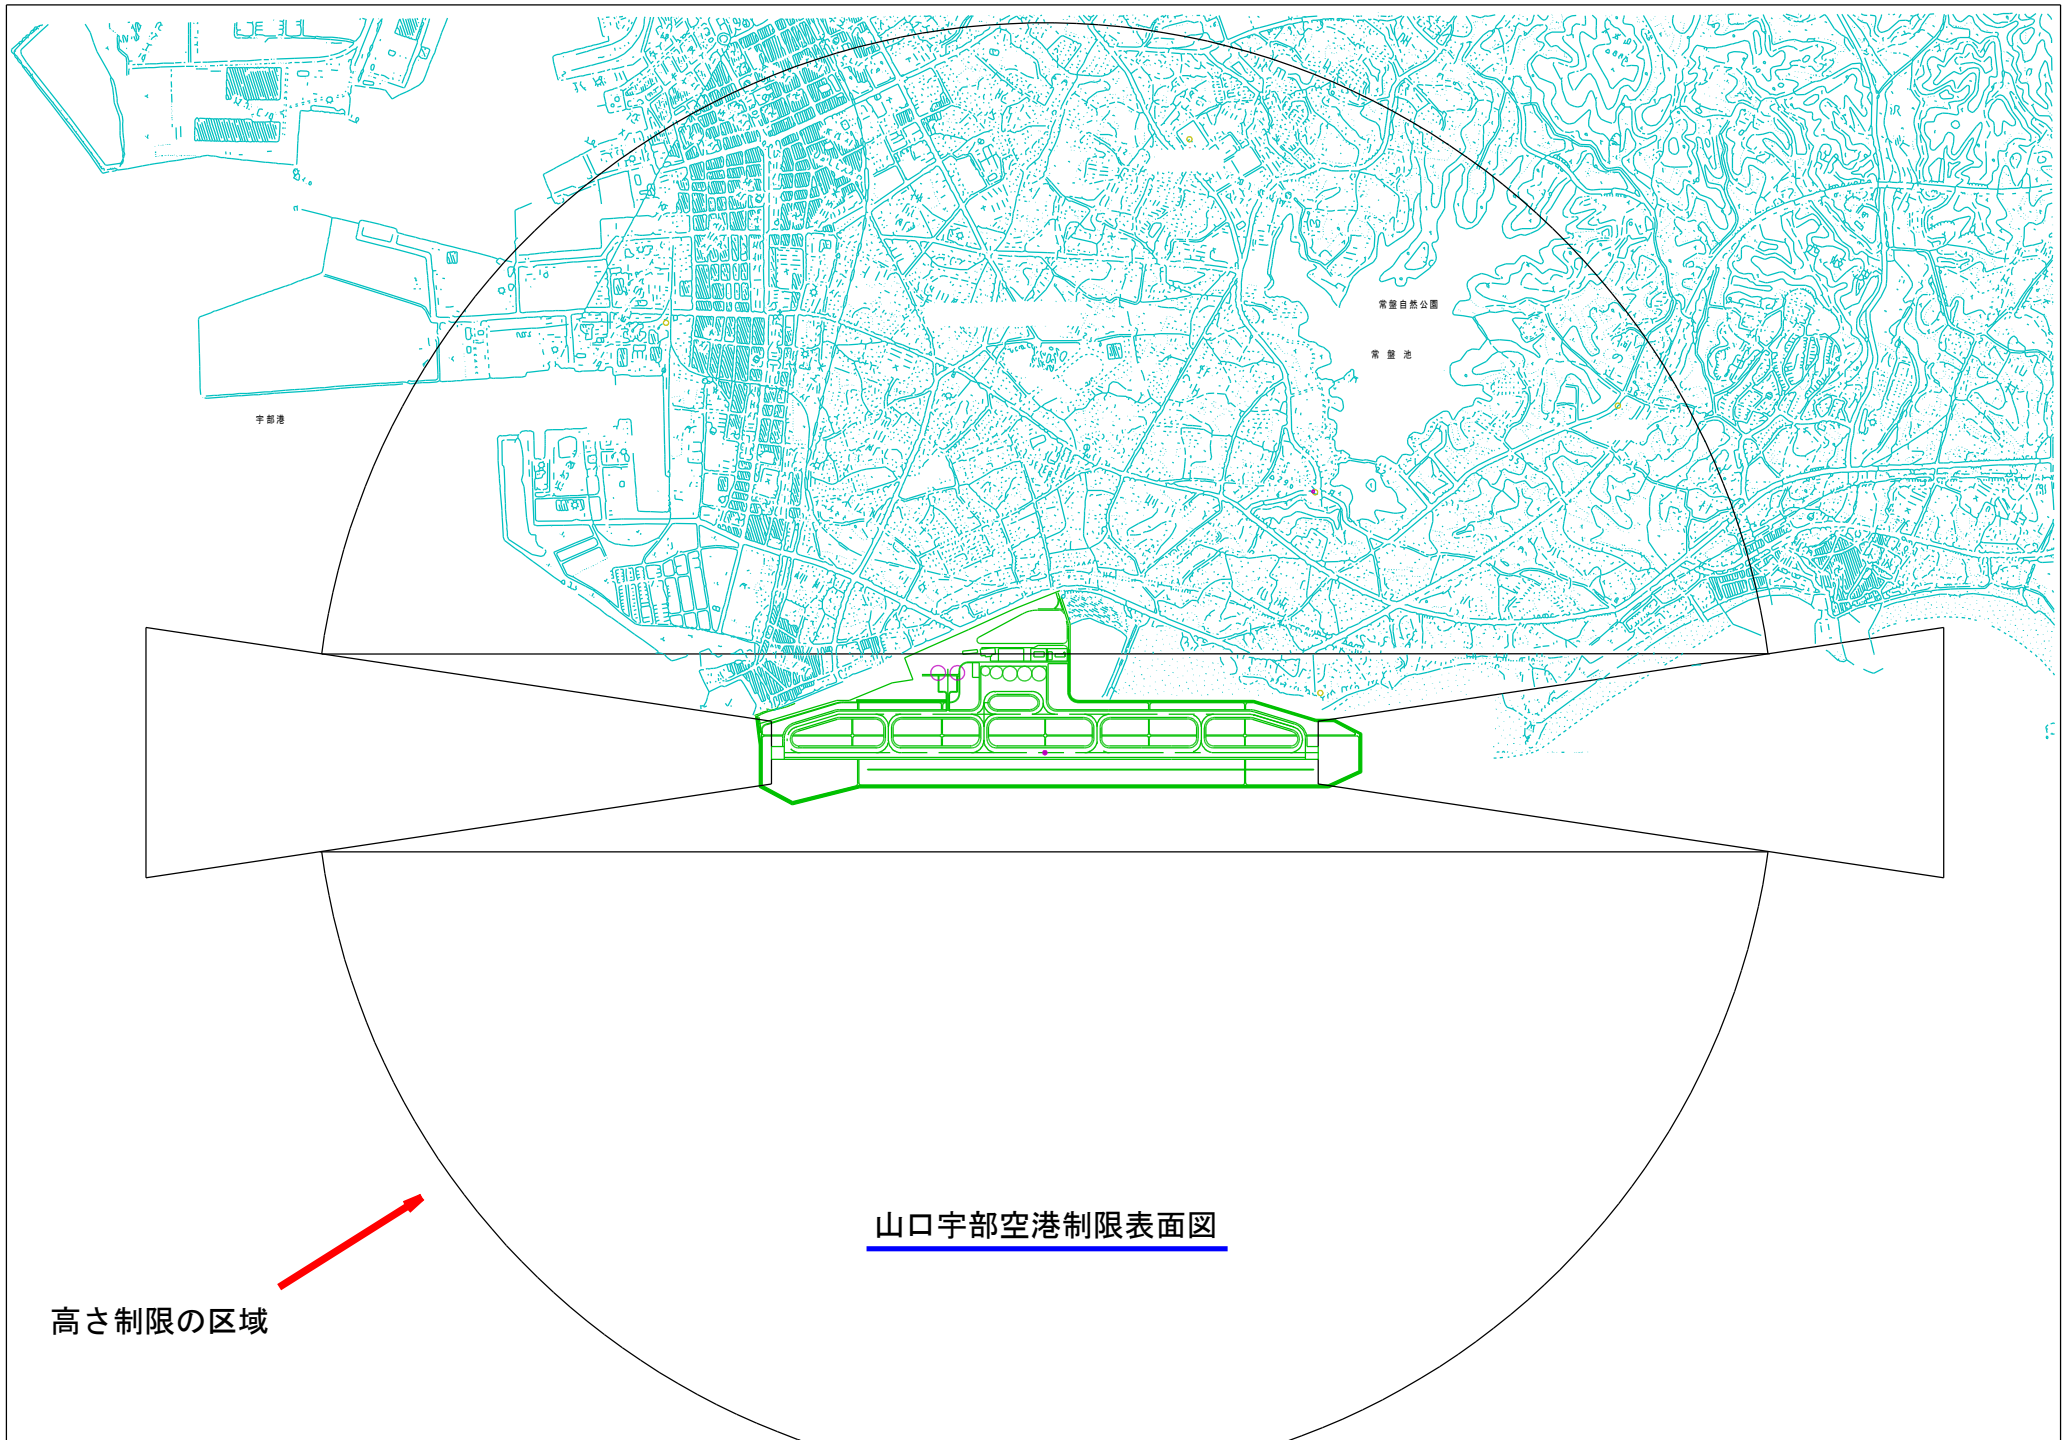 常盤自然公園
常盤池
宇部港
山口宇部空港制限表面図
高さ制限の区域